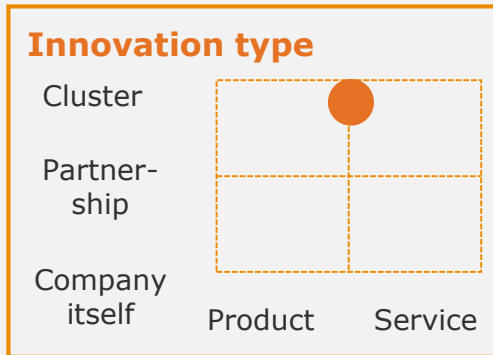 Innovation type
Cluster
Partner-
ship
Company
itself
Product Service